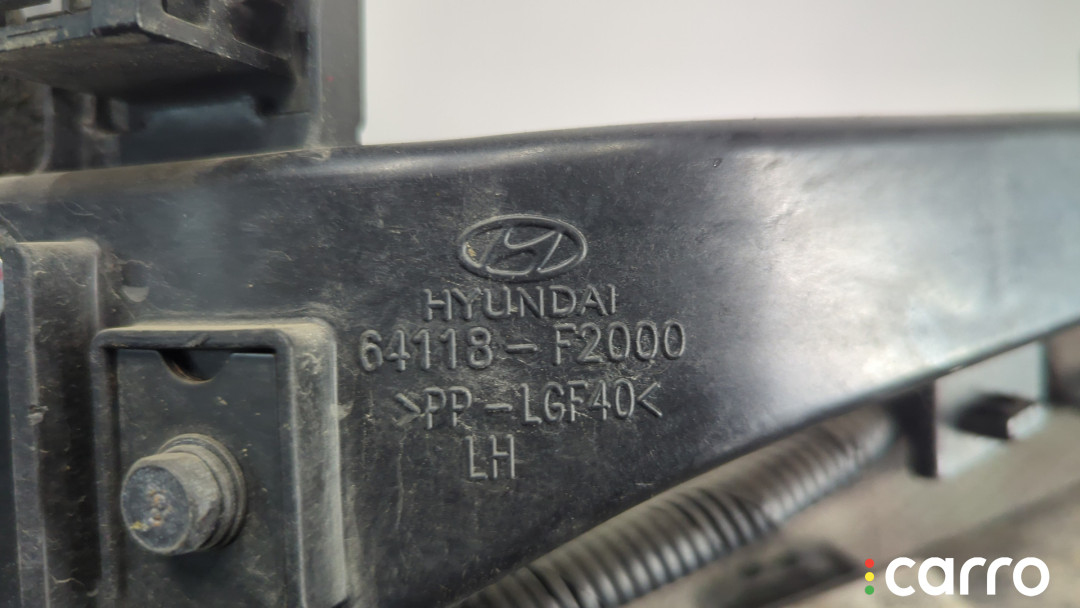 HYUNDAI
64118-F2000
>PP-LGF40<
LH
carro